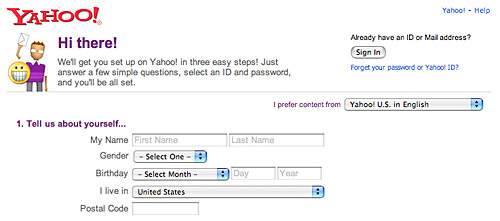 YAHOO!
Yahoo! - Help
Hi there!
We'll get you set up on Yahoo! in three easy steps! Just
answer a few simple questions, select an ID and password,
and you'll be all set.
Already have an ID or Mail address?
Sign In
Forget your password or Yahoo! ID?
I prefer content from Yahoo! U.S. in English
1. Tell us about yourself...
My Name First Name Last Name
Gender - Select One -
Birthday - Select Month - Day Year
I live in United States
Postal Code